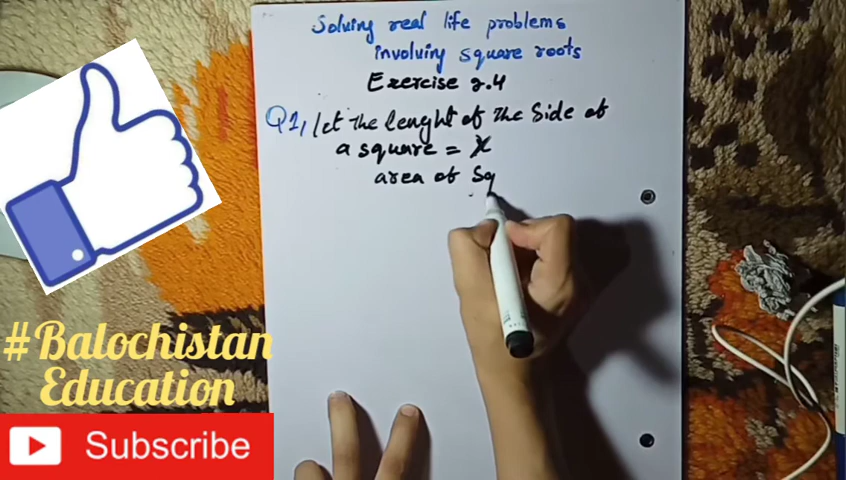 Solving real life problems
involving square roots
Exercise 2.4
Q1, let the lenght of the Side of
a square = x
area of Sq
#Balochistan
Education
Subscribe